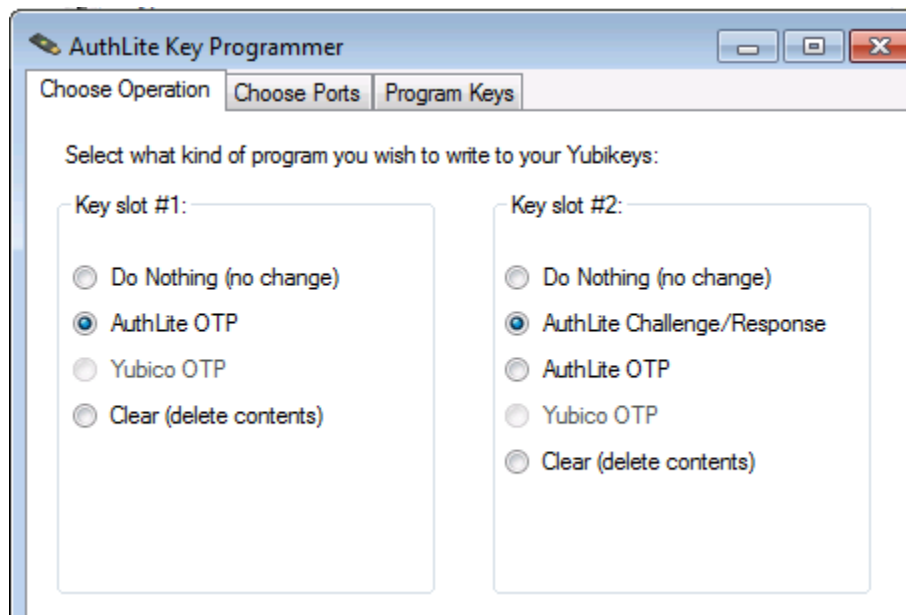 AuthLite Key Programmer
Choose Operation Choose Ports Program Keys
Select what kind of program you wish to write to your Yubikeys:
Key slot #1:
Do Nothing (no change)
AuthLite OTP
Yubico OTP
Clear (delete contents)
Key slot #2:
Do Nothing (no change)
AuthLite Challenge/Response
AuthLite OTP
Yubico OTP
Clear (delete contents)